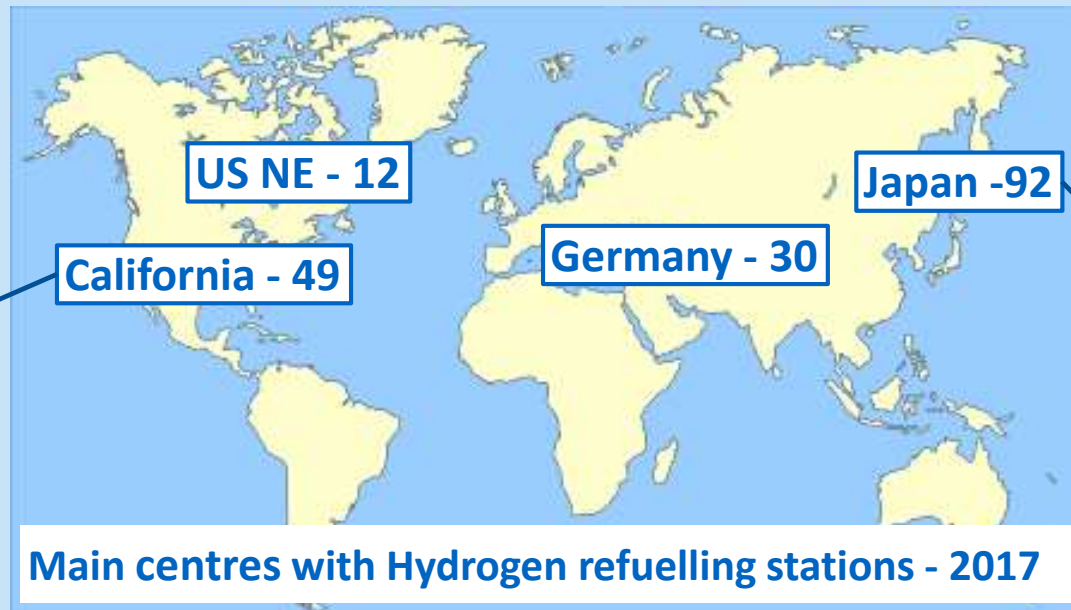 US NE - 12
Japan -92
Germany - 30
California - 49
Main centres with Hydrogen refuelling stations - 2017